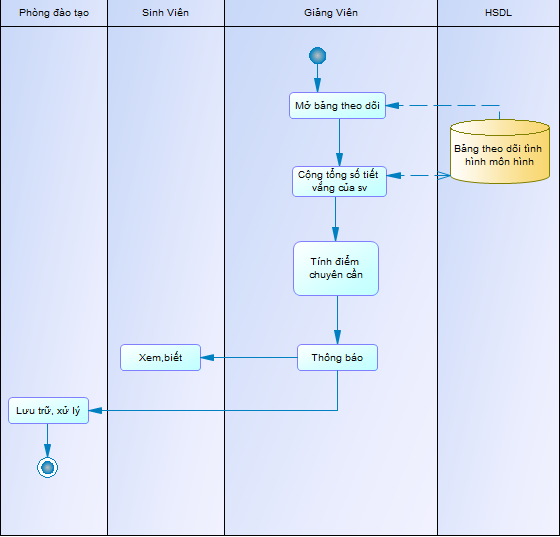 Phòng đào tạo
Sinh Viên
Giảng Viên
HSDL
Mở bảng theo dõi
Bảng theo dõi tình
hình môn hình
Cộng tổng số tiết
vắng của sv
Tính điểm
chuyên cần
Xem,biết
Thông báo
Lưu trữ, xử lý